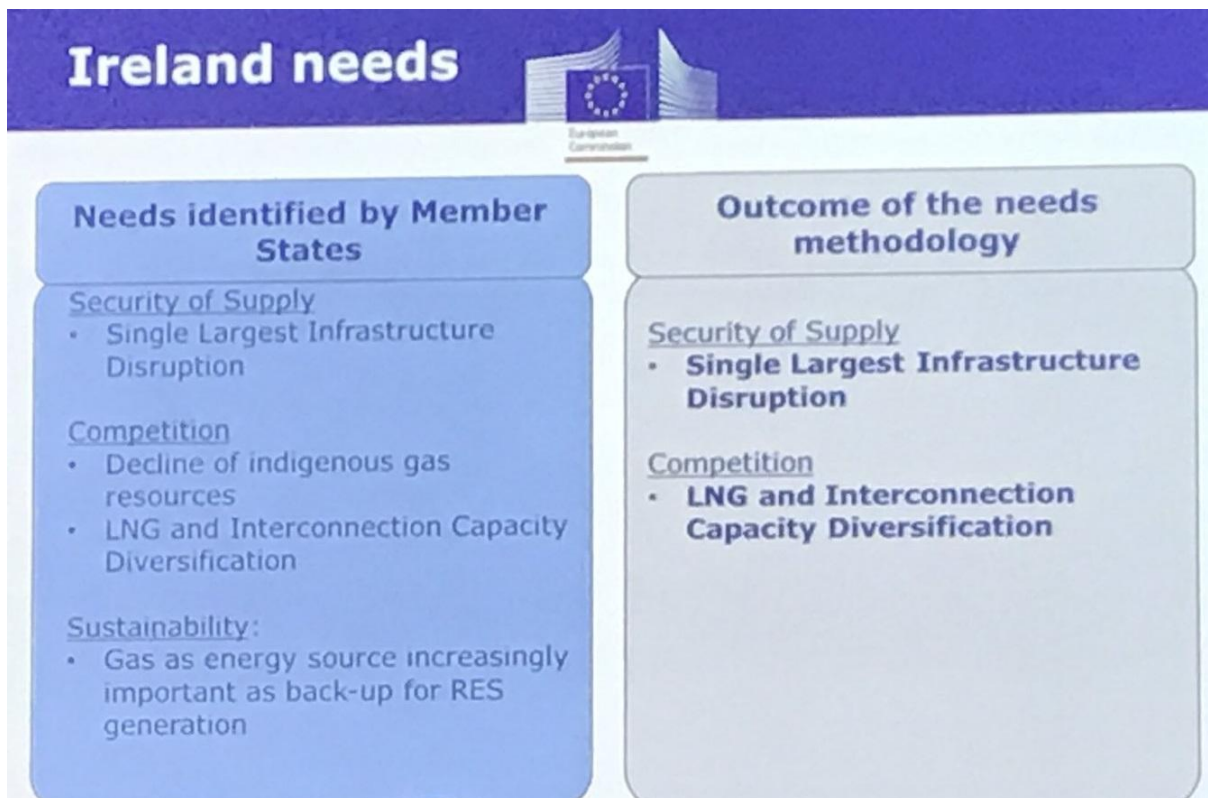 Ireland needs
European
Commission
Needs identified by Member
States
Security of Supply
• Single Largest Infrastructure
Disruption
Competition
• Decline of indigenous gas
resources
• LNG and Interconnection Capacity
Diversification
Sustainability:
• Gas as energy source increasingly
important as back-up for RES
generation
Outcome of the needs
methodology
Security of Supply
• Single Largest Infrastructure
Disruption
Competition
• LNG and Interconnection
Capacity Diversification